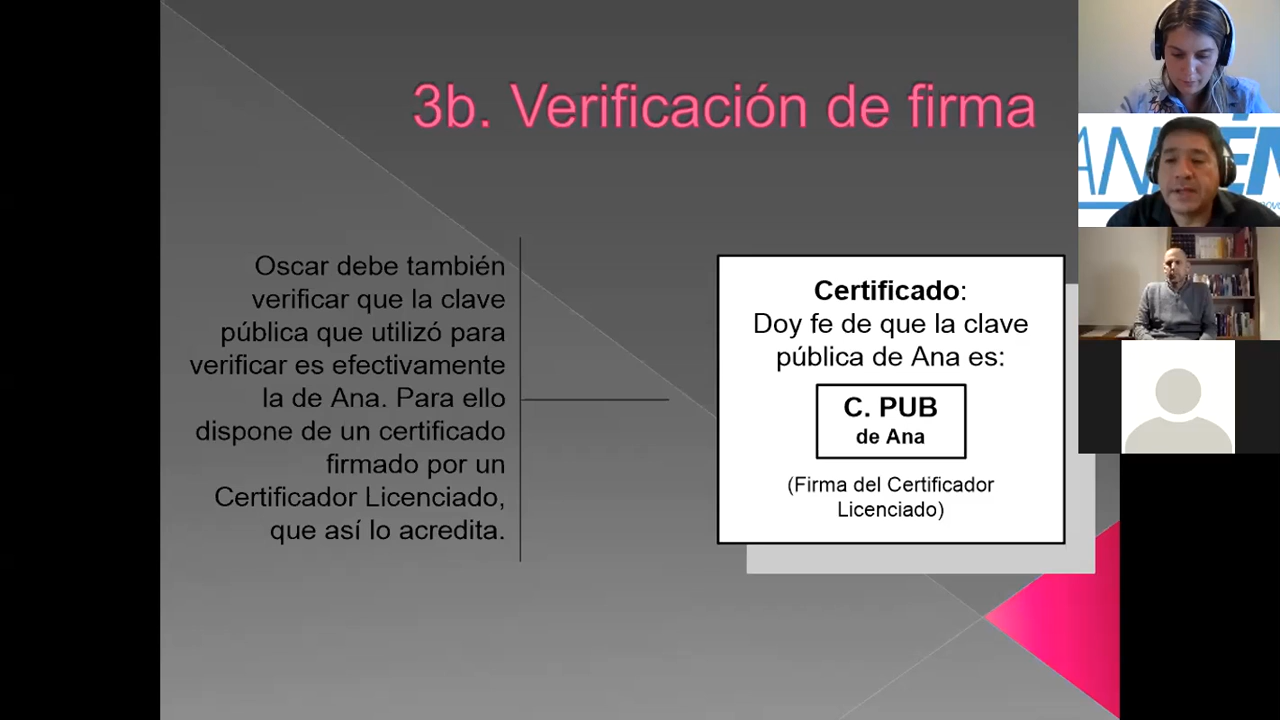 3b. Verificación de firma
Oscar debe también
verificar que la clave
pública que utilizó para
verificar es efectivamente
la de Ana. Para ello
dispone de un certificado
firmado por un
Certificador Licenciado,
que así lo acredita.
Certificado:
Doy fe de que la clave
pública de Ana es:
C. PUB
de Ana
(Firma del Certificador
Licenciado)